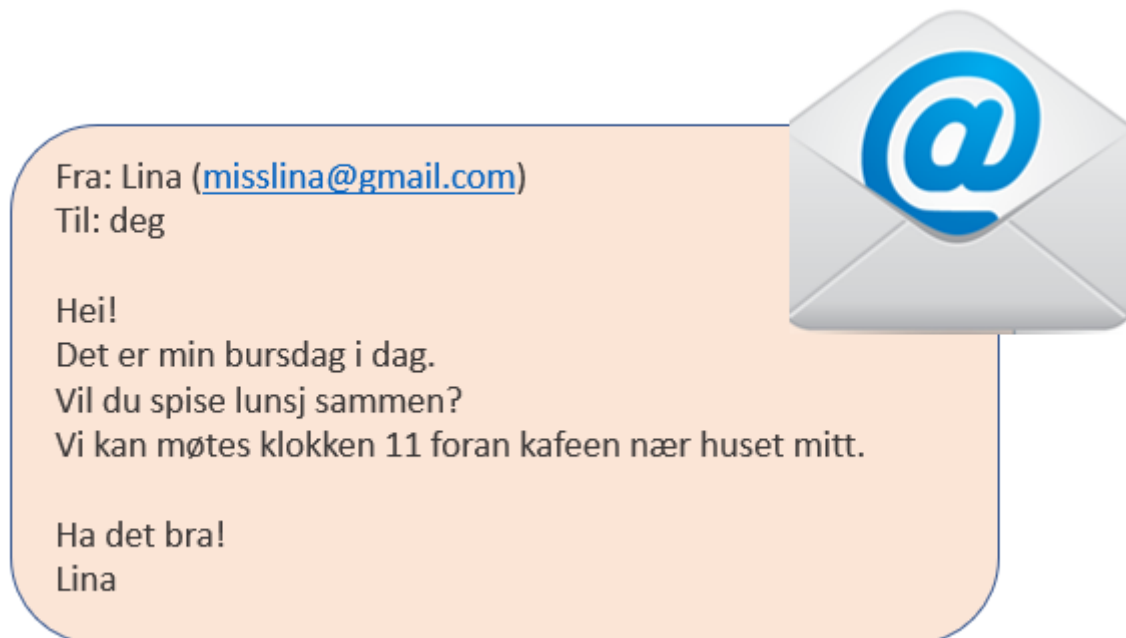 Fra: Lina (misslina@gmail.com)
Til: deg
Hei!
Det er min bursdag i dag.
Vil du spise lunsj sammen?
Vi kan møtes klokken 11 foran kafeen nær huset mitt.
Ha det bra!
Lina